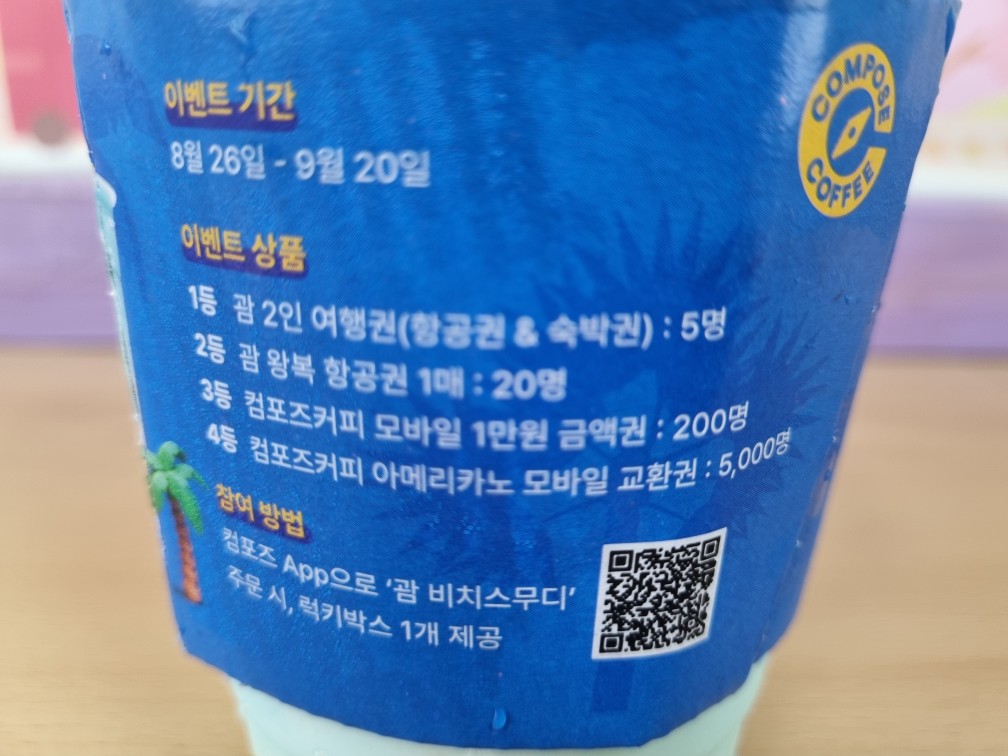 COMPOSE COFFEE
이벤트 기간
8월 26일 - 9월 20일
이벤트 상품
1등 괌 2인 여행권(항공권 & 숙박권) : 5명
2등 괌 왕복 항공권 1매 : 20명
3등 컴포즈커피 모바일 1만원 금액권 : 200명
4등 컴포즈커피 아메리카노 모바일 교환권 : 5,000명
참여 방법
컴포즈 App으로 ‘괌 비치스무디’
주문 시, 럭키박스 1개 제공